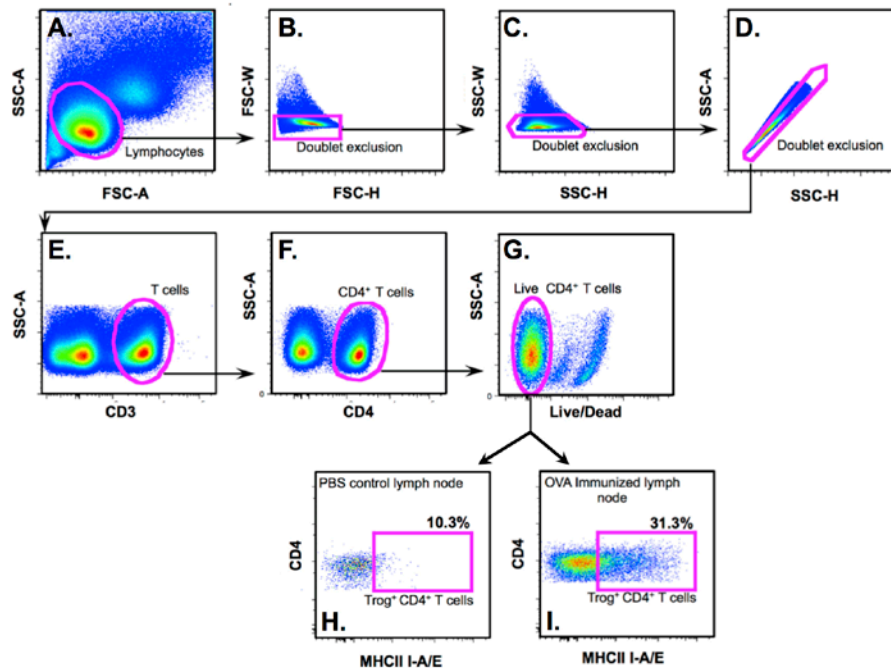 A.
SSC-A
Lymphocytes
FSC-A
B.
FSC-W
Doublet exclusion
FSC-H
C.
SSC-W
Doublet exclusion
SSC-H
D.
SSC-A
Doublet exclusion
SSC-H
E.
SSC-A
T cells
CD3
F.
SSC-A
CD4⁺ T cells
0
CD4
G.
SSC-A
Live CD4⁺ T cells
0
Live/Dead
PBS control lymph node
10.3%
CD4
Trog⁺ CD4⁺ T cells
H.
MHCII I-A/E
OVA Immunized lymph
node
31.3%
CD4
Trog⁺ CD4⁺ T cells
I.
MHCII I-A/E